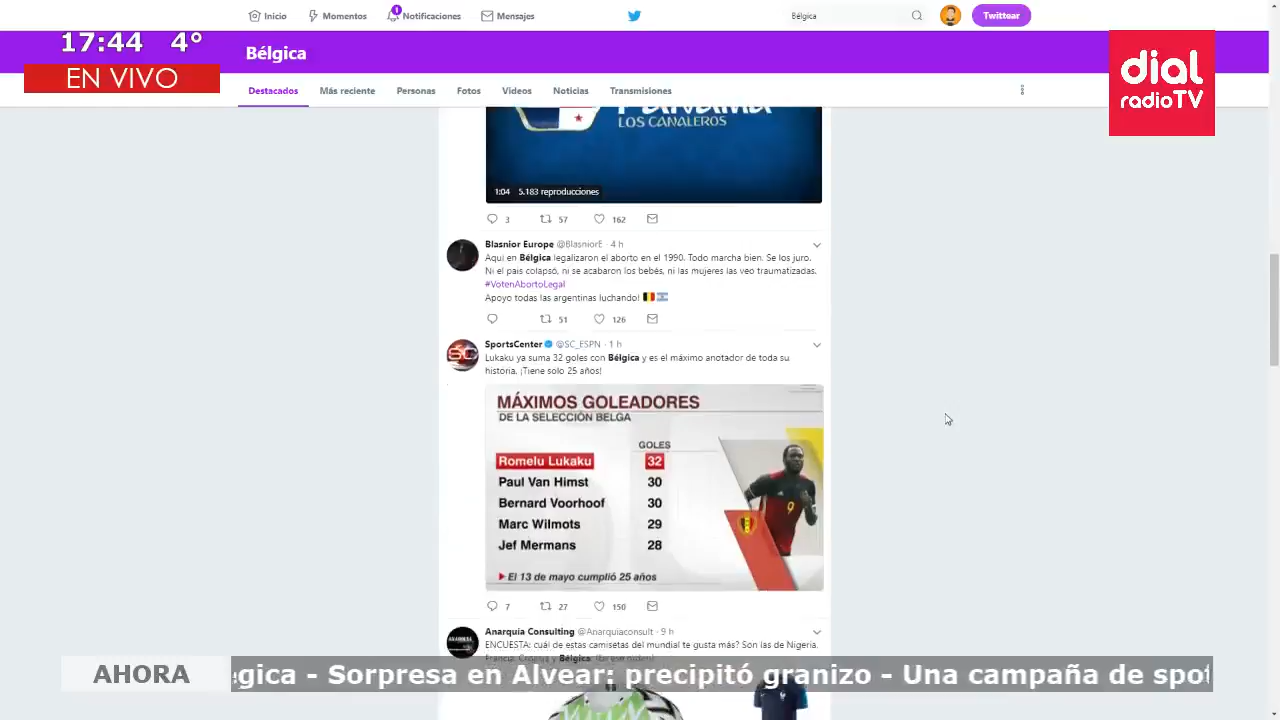 Inicio
Momentos
1
Notificaciones
Mensajes
Bélgica
Twittear
17:44 4°
EN VIVO
Bélgica
dial
radioTV
Destacados
Más reciente
Personas
Fotos
Videos
Noticias
Transmisiones
LOS CANALEROS
1:04 5.183 reproducciones
3 57 162
Blasnior Europe @BlasniorE · 4 h
Aquí en Bélgica legalizaron el aborto en el 1990. Todo marcha bien. Se los juro.
Ni el país colapsó, ni se acabaron los bebés, ni las mujeres las veo traumatizadas.
#VotenAbortoLegal
Apoyo todas las argentinas luchando!
51 126
SportsCenter @SC_ESPN · 1 h
Lukaku ya suma 32 goles con Bélgica y es el máximo anotador de toda su
historia. ¡Tiene solo 25 años!
SC
MÁXIMOS GOLEADORES
DE LA SELECCIÓN BELGA
GOLES
Romelu Lukaku 32
Paul Van Himst 30
Bernard Voorhoof 30
Marc Wilmots 29
Jef Mermans 28
9
El 13 de mayo cumplió 25 años
7 27 150
Anarquía Consulting @Anarquiaconsult · 9 h
ENCUESTA: cuál de estas camisetas del mundial te gusta más? Son las de Nigeria,
Bélgica
AHORA
gica - Sorpresa en Alvear: precipitó granizo - Una campaña de spot